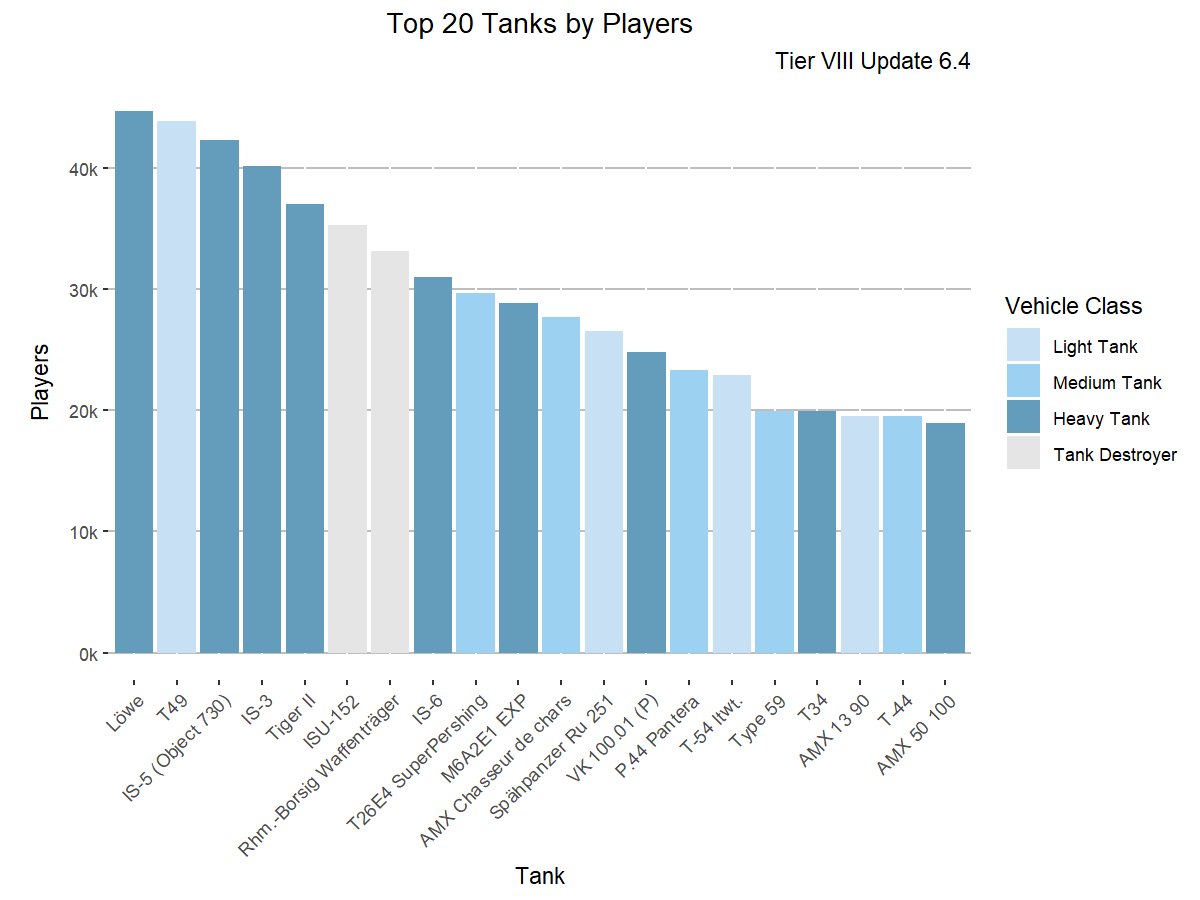 Top 20 Tanks by Players
Tier VIII Update 6.4
Players
40k
30k
20k
10k
0k
Löwe
T49
IS-5 (Object 730)
IS-3
Tiger II
ISU-152
Rhm.-Borsig Waffenträger
IS-6
T26E4 SuperPershing
M6A2E1 EXP
AMX Chasseur de chars
Spähpanzer Ru 251
VK 100.01 (P)
P.44 Pantera
T-54 ltwt.
Type 59
T34
AMX 13 90
T-44
AMX 50 100
Tank
Vehicle Class
Light Tank
Medium Tank
Heavy Tank
Tank Destroyer